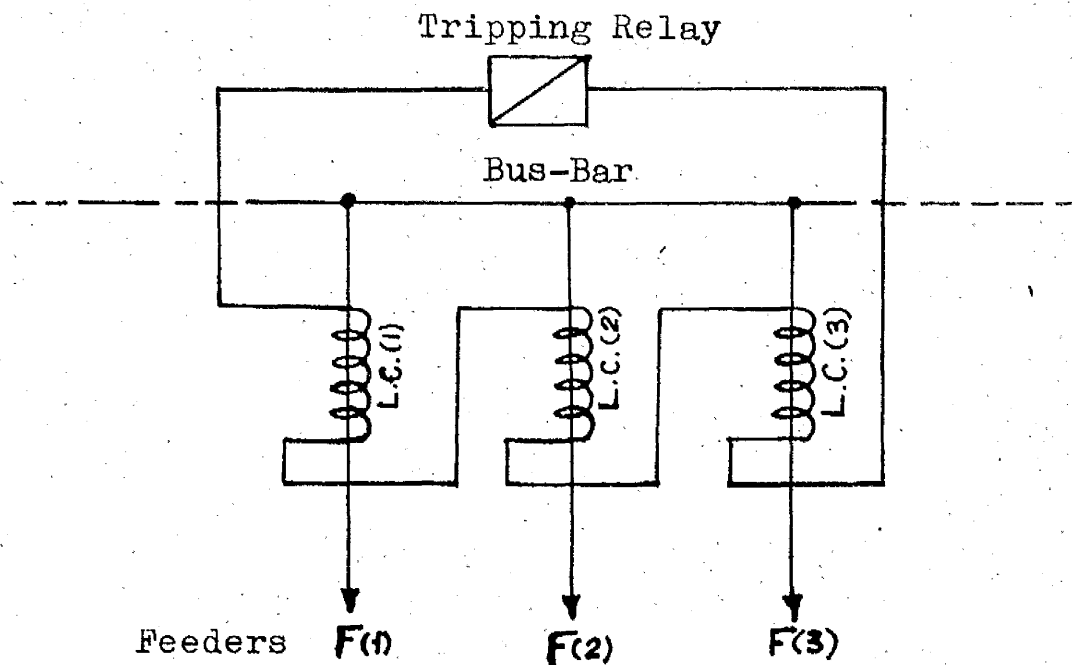 Tripping Relay
Bus-Bar
L.C.(1)
L.C.(2)
L.C.(3)
Feeders F(1) F(2) F(3)